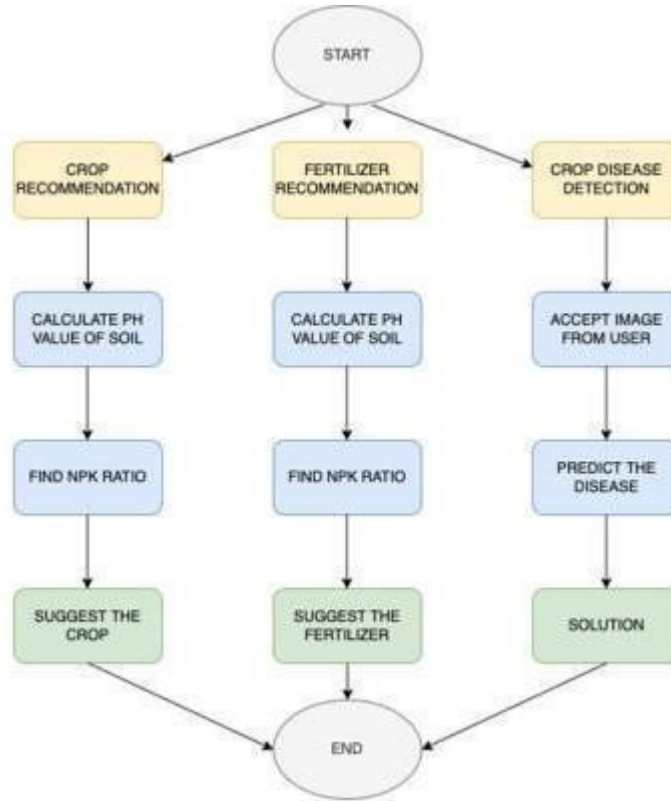 START
CROP
RECOMMENDATION
FERTILIZER
RECOMMENDATION
CROP DISEASE
DETECTION
CALCULATE PH
VALUE OF SOIL
CALCULATE PH
VALUE OF SOIL
ACCEPT IMAGE
FROM USER
FIND NPK RATIO
FIND NPK RATIO
PREDICT THE
DISEASE
SUGGEST THE
CROP
SUGGEST THE
FERTILIZER
SOLUTION
END